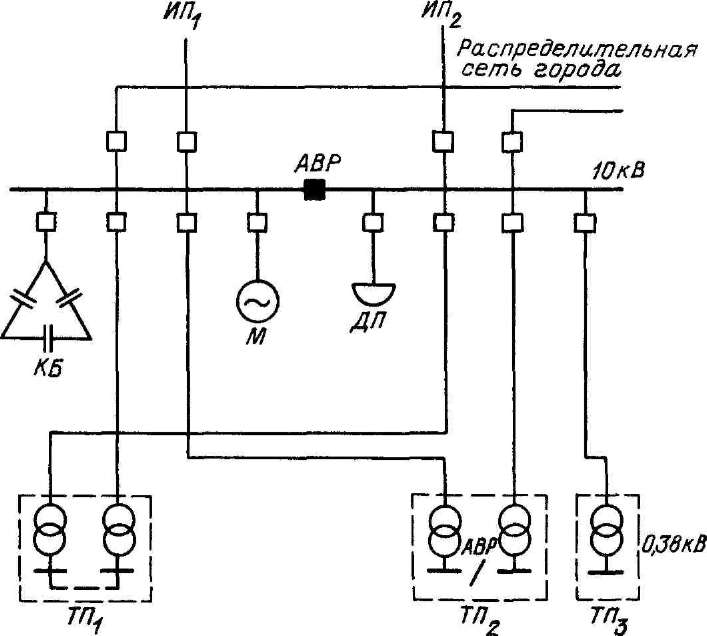 ИП1
ИП2
Распределительная
сеть города
АВР
10кВ
КБ
М
ДП
АВР
0,38кВ
ТП1
ТП2
ТП3